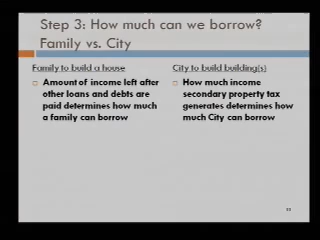 Step 3: How much can we borrow?
Family vs. City
Family to build a house
Amount of income left after
other loans and debts are
paid determines how much
a family can borrow
City to build building(s)
How much income
secondary property tax
generates determines how
much City can borrow